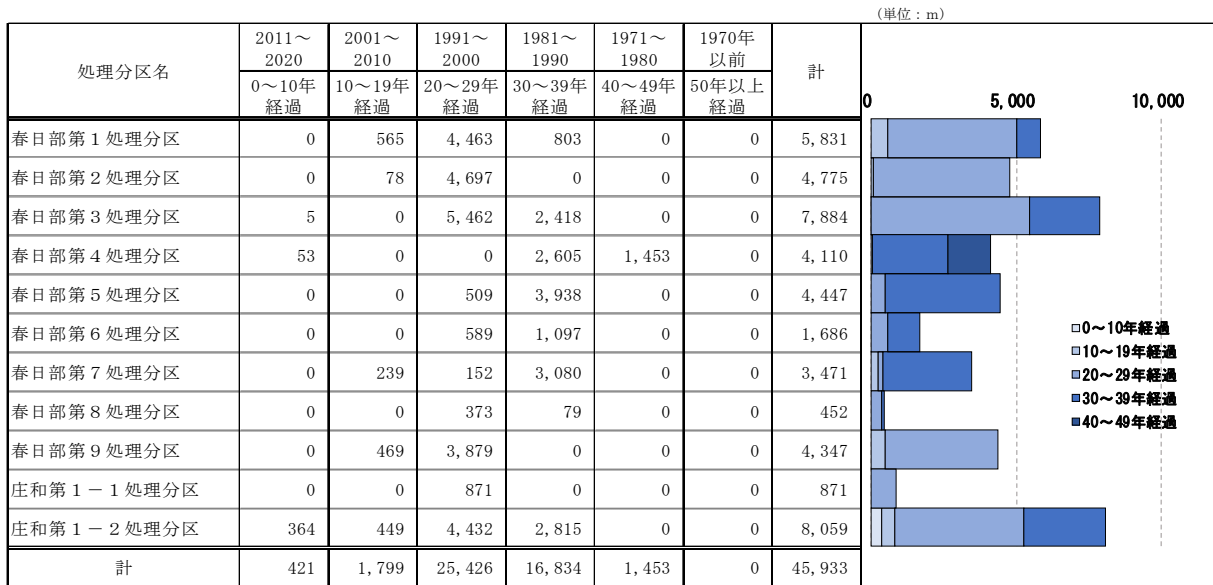 （単位：m）
処理分区名 2011～2020 2001～2010 1991～2000 1981～1990 1971～1980 1970年以前 計
0～10年経過 10～19年経過 20～29年経過 30～39年経過 40～49年経過 50年以上経過
0 5,000 10,000
春日部第１処理分区 0 565 4,463 803 0 0 5,831
春日部第２処理分区 0 78 4,697 0 0 0 4,775
春日部第３処理分区 5 0 5,462 2,418 0 0 7,884
春日部第４処理分区 53 0 0 2,605 1,453 0 4,110
春日部第５処理分区 0 0 509 3,938 0 0 4,447
春日部第６処理分区 0 0 589 1,097 0 0 1,686
春日部第７処理分区 0 239 152 3,080 0 0 3,471
春日部第８処理分区 0 0 373 79 0 0 452
春日部第９処理分区 0 469 3,879 0 0 0 4,347
庄和第１－１処理分区 0 0 871 0 0 0 871
庄和第１－２処理分区 364 449 4,432 2,815 0 0 8,059
計 421 1,799 25,426 16,834 1,453 0 45,933
0～10年経過
10～19年経過
20～29年経過
30～39年経過
40～49年経過